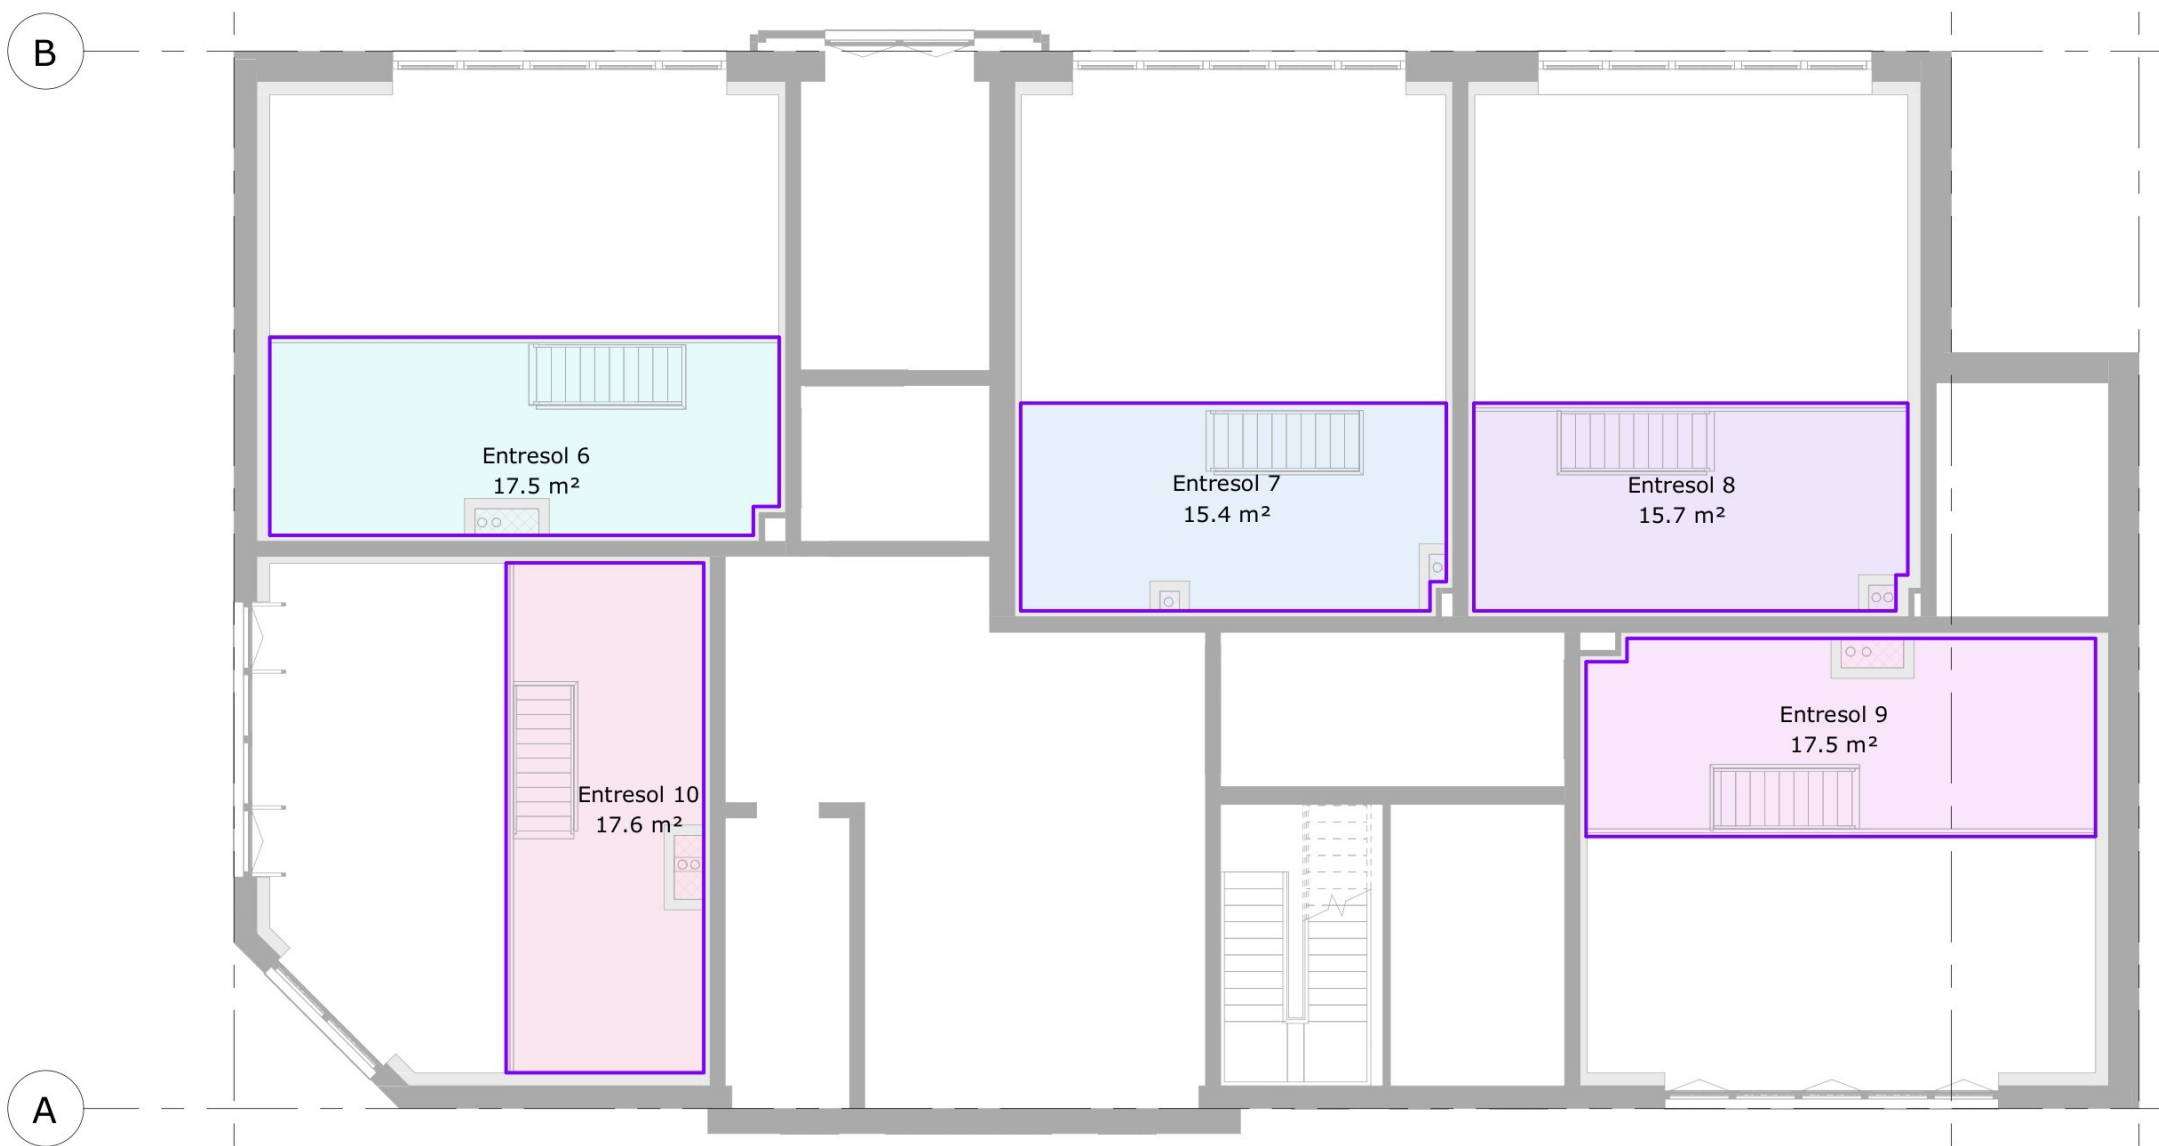 B
Entresol 6
17.5 m²
Entresol 7
15.4 m²
Entresol 8
15.7 m²
Entresol 9
17.5 m²
Entresol 10
17.6 m²
A